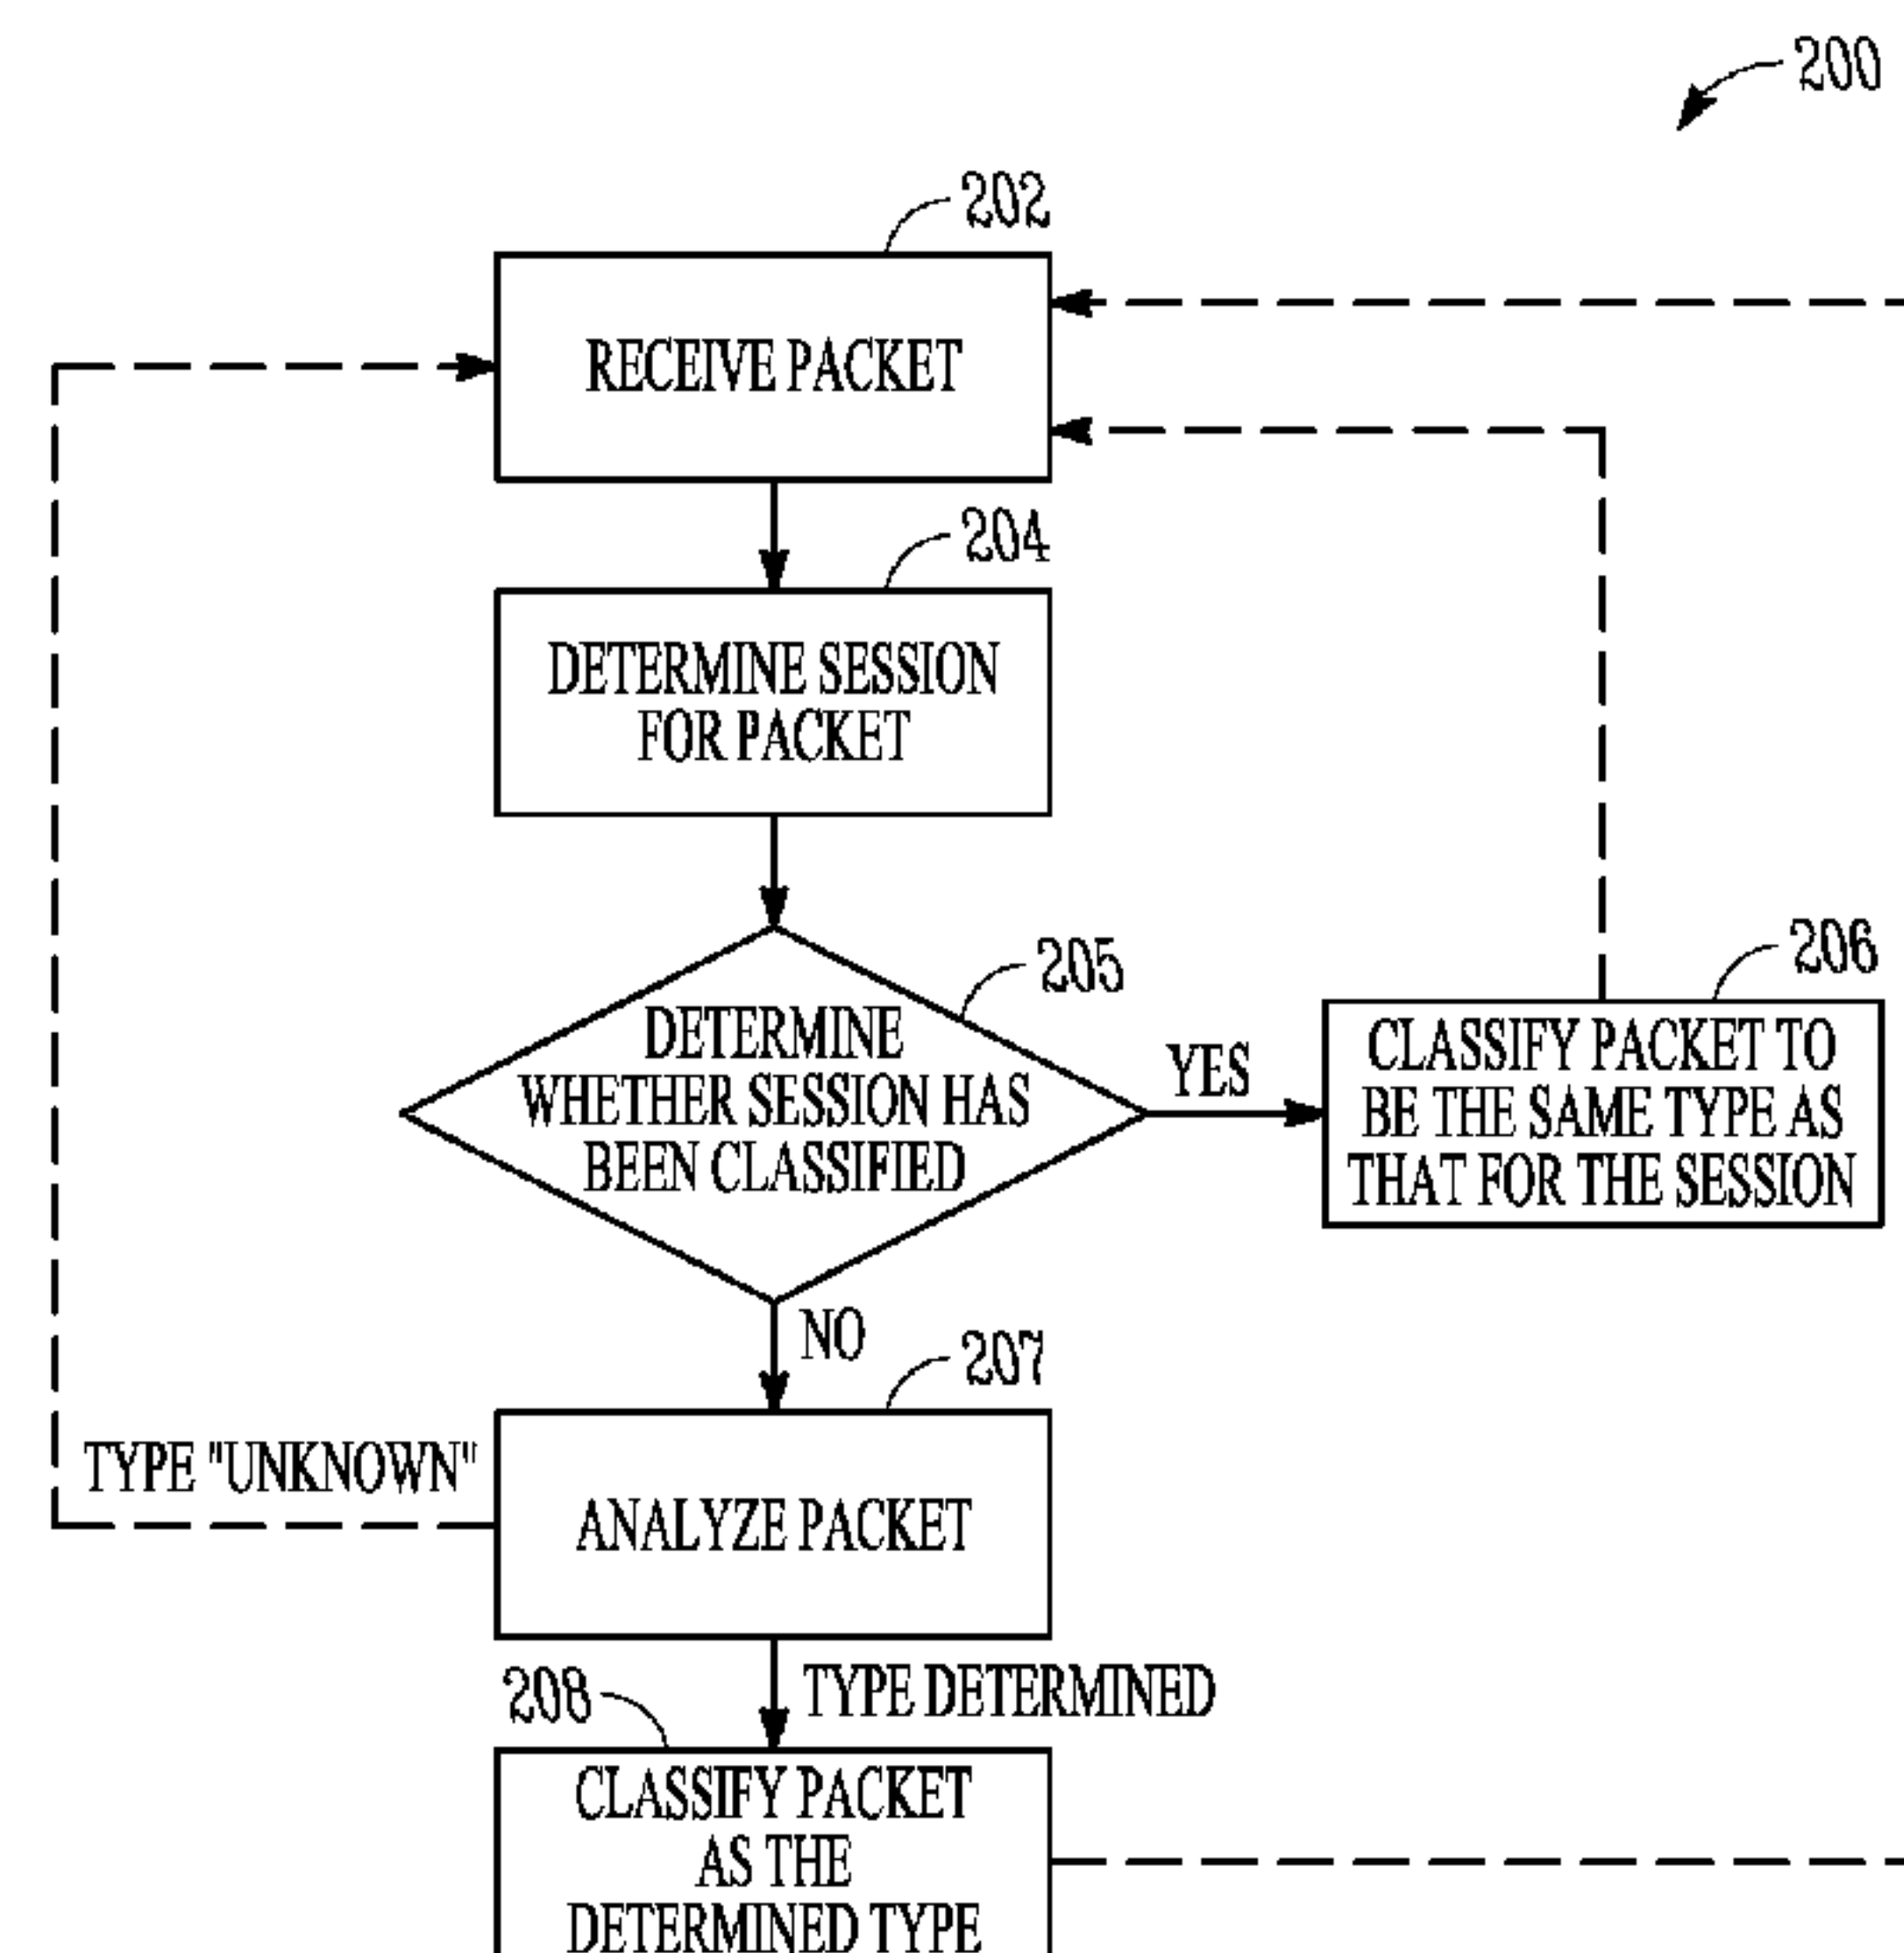 200
202
RECEIVE PACKET
204
DETERMINE SESSION
FOR PACKET
205
DETERMINE
WHETHER SESSION HAS
BEEN CLASSIFIED
YES
206
CLASSIFY PACKET TO
BE THE SAME TYPE AS
THAT FOR THE SESSION
NO
207
TYPE "UNKNOWN"
ANALYZE PACKET
208
TYPE DETERMINED
CLASSIFY PACKET
AS THE
DETERMINED TYPE